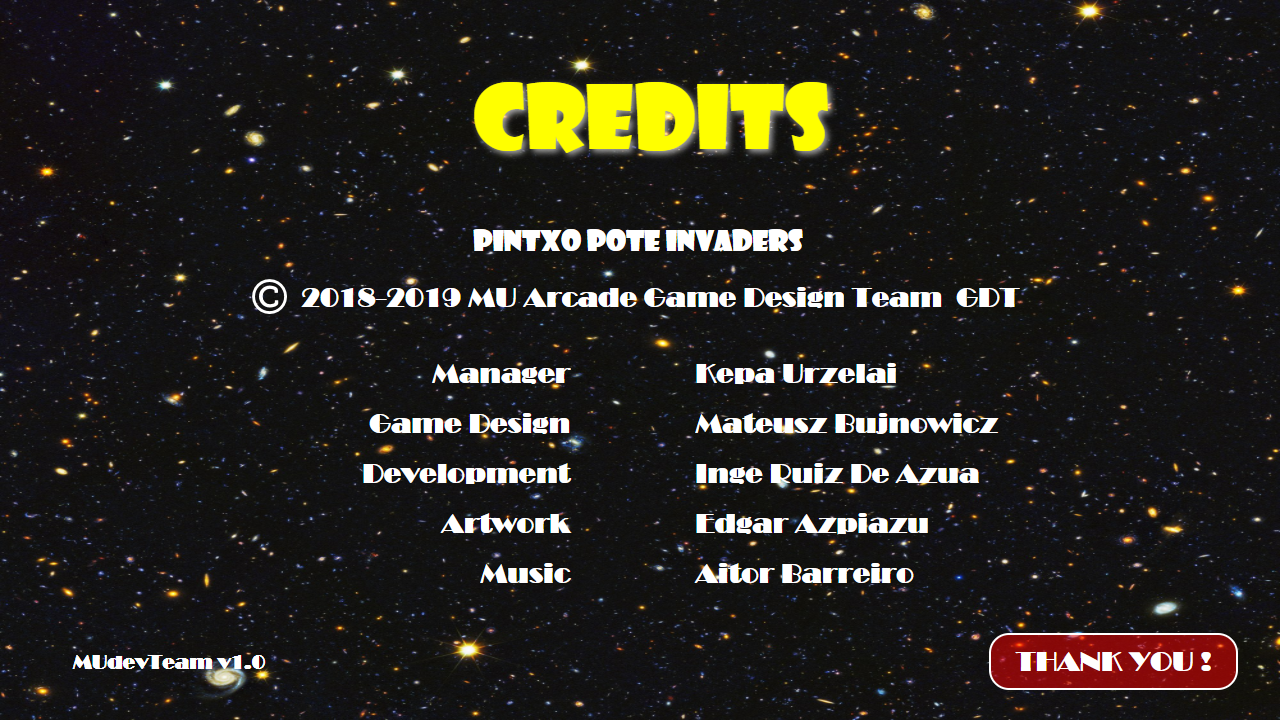 CREDITS
PINTXO POTE INVADERS
© 2018-2019 MU Arcade Game Design Team GDT
Manager Kepa Urzelai
Game Design Mateusz Bujnowicz
Development Inge Ruiz De Azua
Artwork Edgar Azpiazu
Music Aitor Barreiro
MUdevTeam v1.0
THANK YOU !